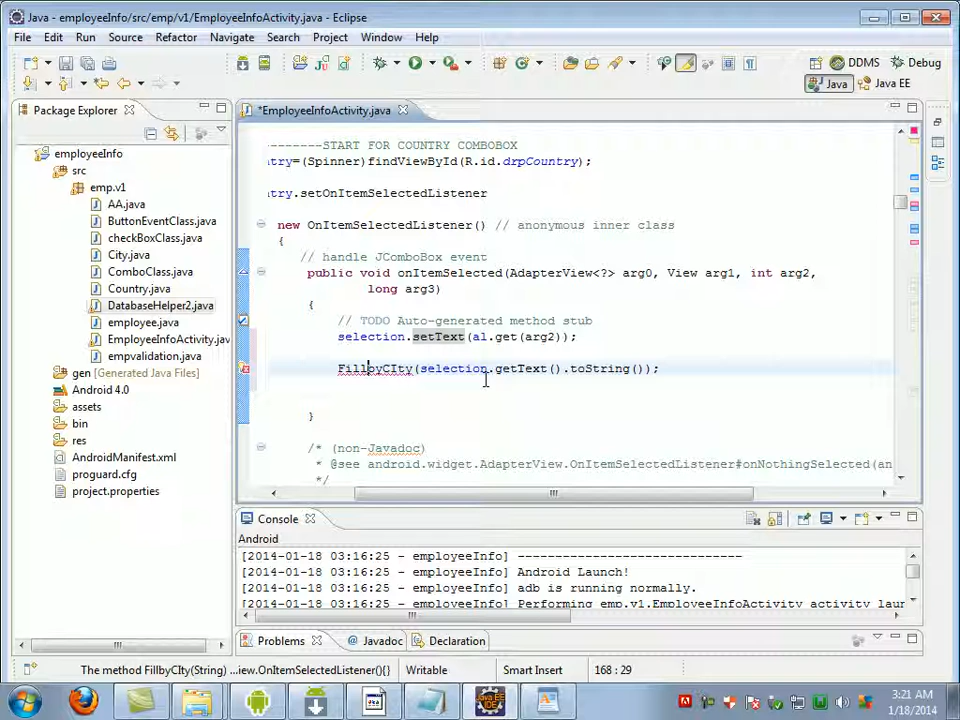 Java - employeeInfo/src/emp/v1/EmployeeInfoActivity.java - Eclipse
File Edit Run Source Refactor Navigate Search Project Window Help
DDMS Debug
Java Java EE
Package Explorer
*EmployeeInfoActivity.java
employeeInfo
src
emp.v1
AA.java
ButtonEventClass.java
checkBoxClass.java
City.java
ComboClass.java
Country.java
DatabaseHelper2.java
employee.java
EmployeeInfoActivity.jav
empvalidation.java
gen [Generated Java Files]
Android 4.0
assets
bin
res
AndroidManifest.xml
proguard.cfg
project.properties
--------START FOR COUNTRY COMBOBOX
try=(Spinner)findViewById(R.id.drpCountry);
try.setOnItemSelectedListener
new OnItemSelectedListener() // anonymous inner class
{
// handle JComboBox event
public void onItemSelected(AdapterView<?> arg0, View arg1, int arg2,
long arg3)
{
// TODO Auto-generated method stub
selection.setText(al.get(arg2));
FillbyCIty(selection.getText().toString());
}
/* (non-Javadoc)
* @see android.widget.AdapterView.OnItemSelectedListener#onNothingSelected(an
*/
Console
Android
[2014-01-18 03:16:25 - employeeInfo] ------------------------------
[2014-01-18 03:16:25 - employeeInfo] Android Launch!
[2014-01-18 03:16:25 - employeeInfo] adb is running normally.
[2014-01-18 03:16:25 - employeeInfo] Performing emp.v1.EmployeeInfoActivity activity laun
Problems Javadoc Declaration
The method FillbyCIty(String) ...iew.OnItemSelectedListener(){} Writable Smart Insert 168 : 29
3:21 AM
1/18/2014